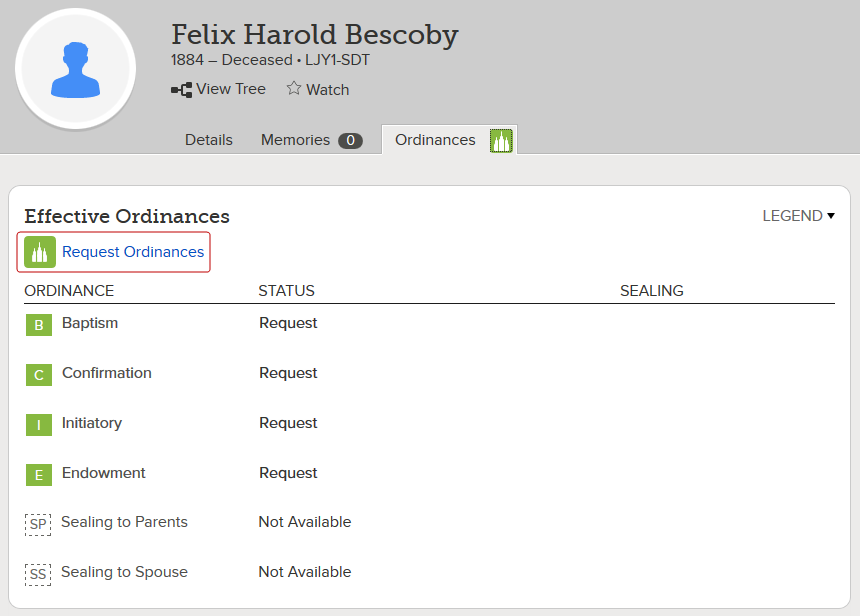 Felix Harold Bescoby
1884 – Deceased • LJY1-SDT
View Tree Watch
Details Memories 0 Ordinances
Effective Ordinances LEGEND ▾
Request Ordinances
ORDINANCE STATUS SEALING
B Baptism Request
C Confirmation Request
I Initiatory Request
E Endowment Request
SP Sealing to Parents Not Available
SS Sealing to Spouse Not Available